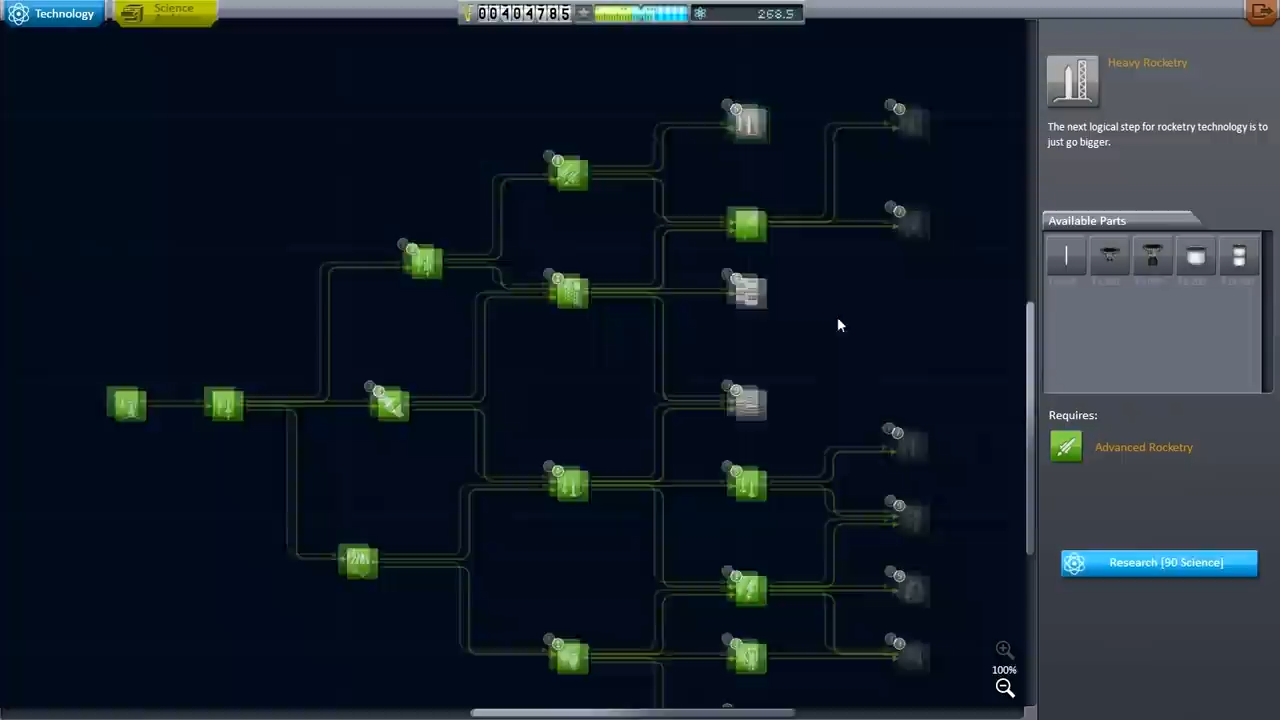 Technology
Science
00404785
268.5
Heavy Rocketry
The next logical step for rocketry technology is to
just go bigger.
Available Parts
Requires:
Advanced Rocketry
Research [90 Science]
100%